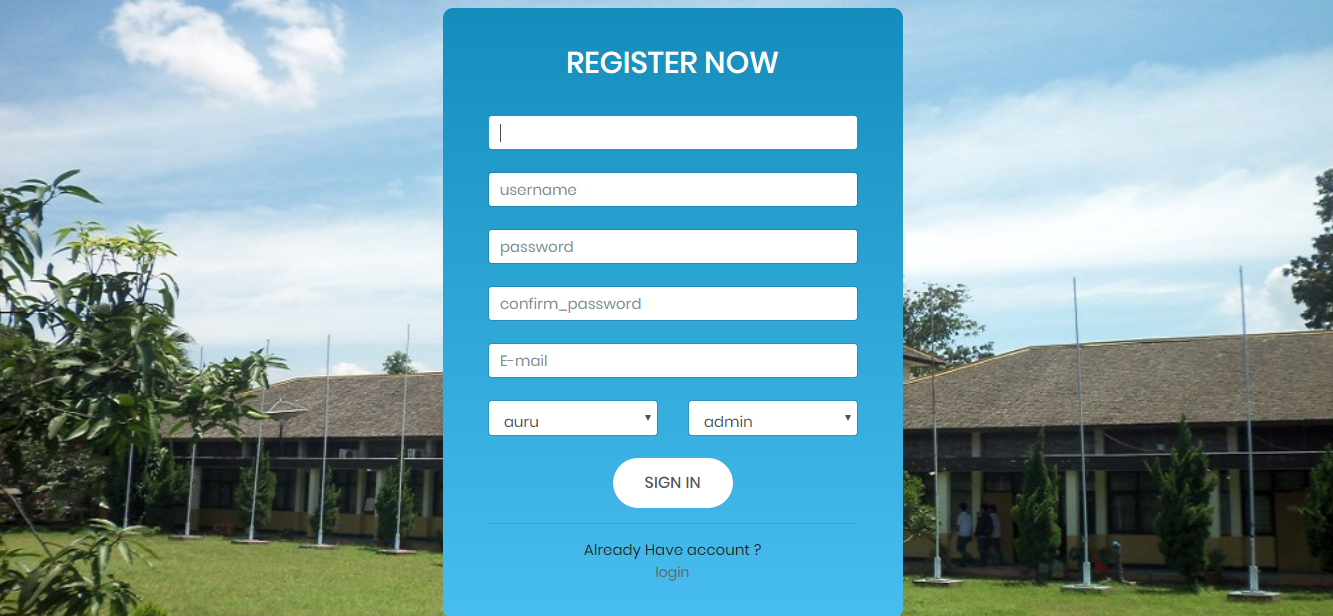 REGISTER NOW
username
password
confirm_password
E-mail
auru admin
SIGN IN
Already Have account ?
login